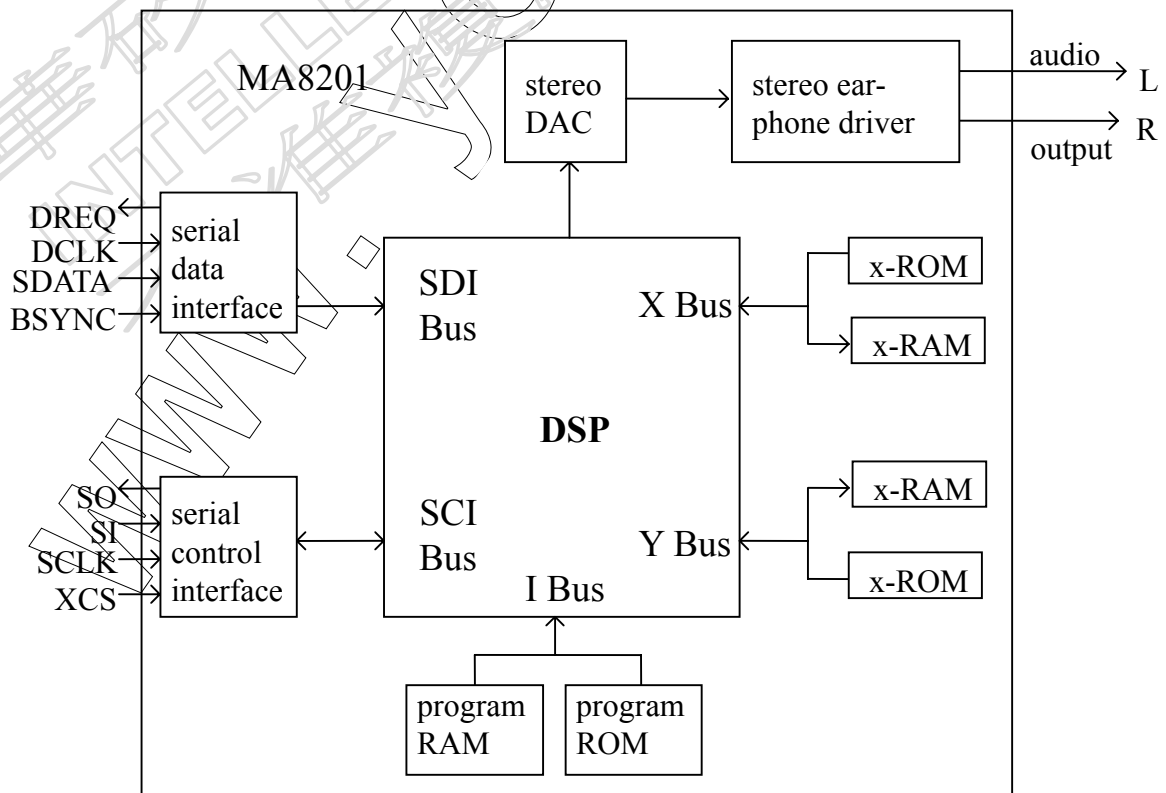 MA8201
stereo
DAC
stereo ear-
phone driver
audio
L
R
output
DREQ
DCLK
SDATA
BSYNC
serial
data
interface
SDI
Bus
X Bus
x-ROM
x-RAM
DSP
SO
SI
SCLK
XCS
serial
control
interface
SCI
Bus
Y Bus
x-RAM
x-ROM
I Bus
program
RAM
program
ROM
INTELLE
www.y